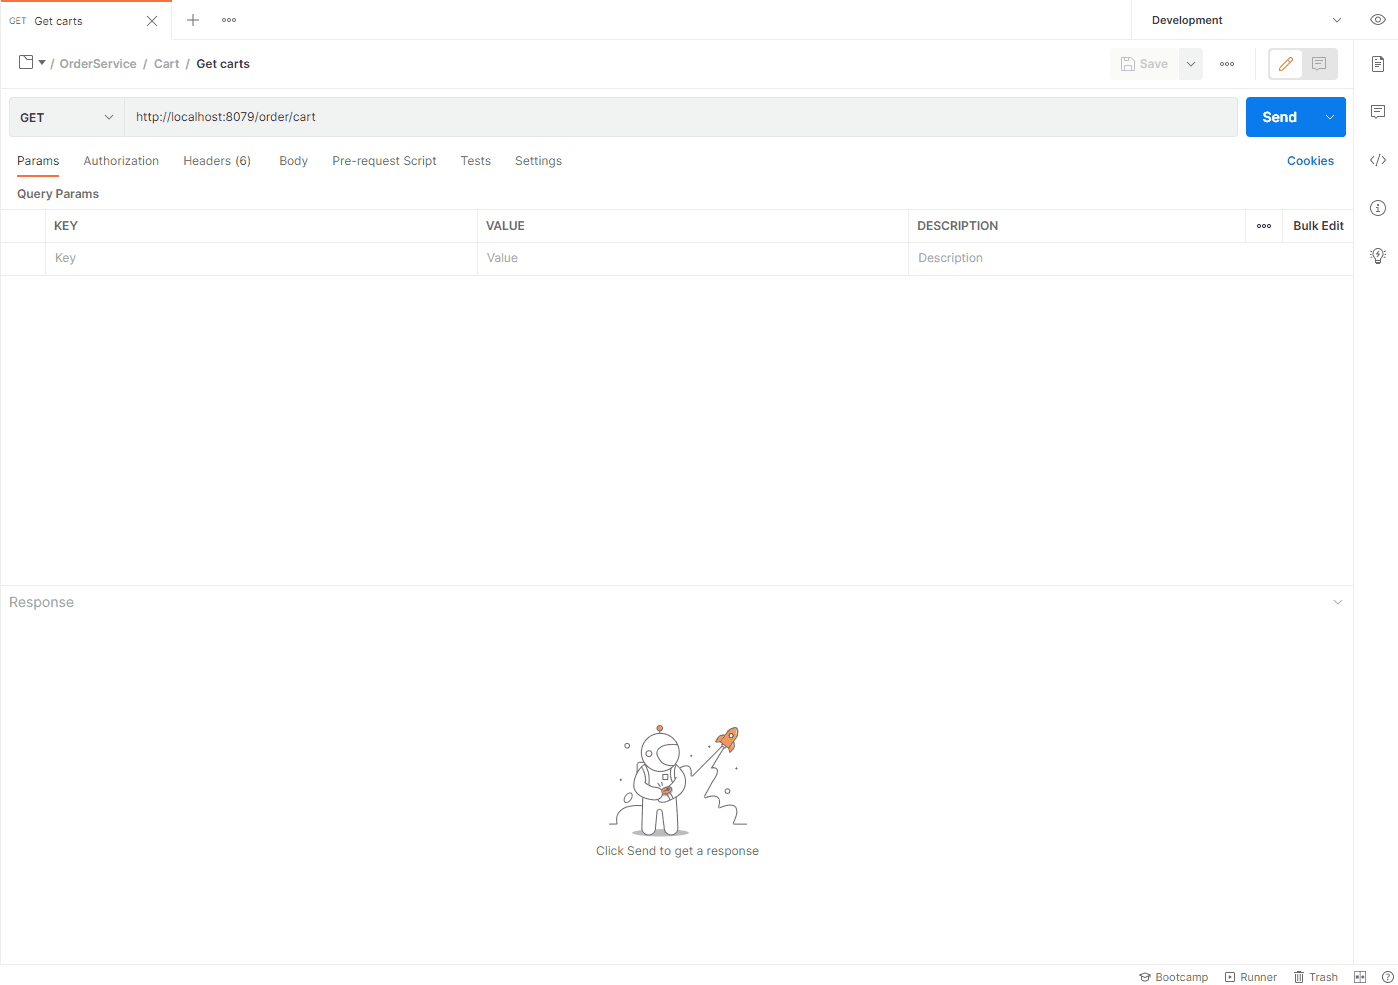 GET Get carts
Development
/ OrderService / Cart / Get carts
Save
GET http://localhost:8079/order/cart Send
Params Authorization Headers (6) Body Pre-request Script Tests Settings Cookies
Query Params
KEY VALUE DESCRIPTION Bulk Edit
Key Value Description
Response
Click Send to get a response
Bootcamp Runner Trash